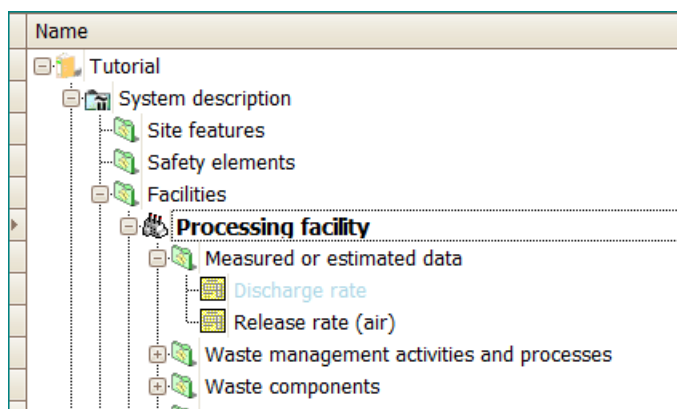 Name
Tutorial
System description
Site features
Safety elements
Facilities
Processing facility
Measured or estimated data
Discharge rate
Release rate (air)
Waste management activities and processes
Waste components